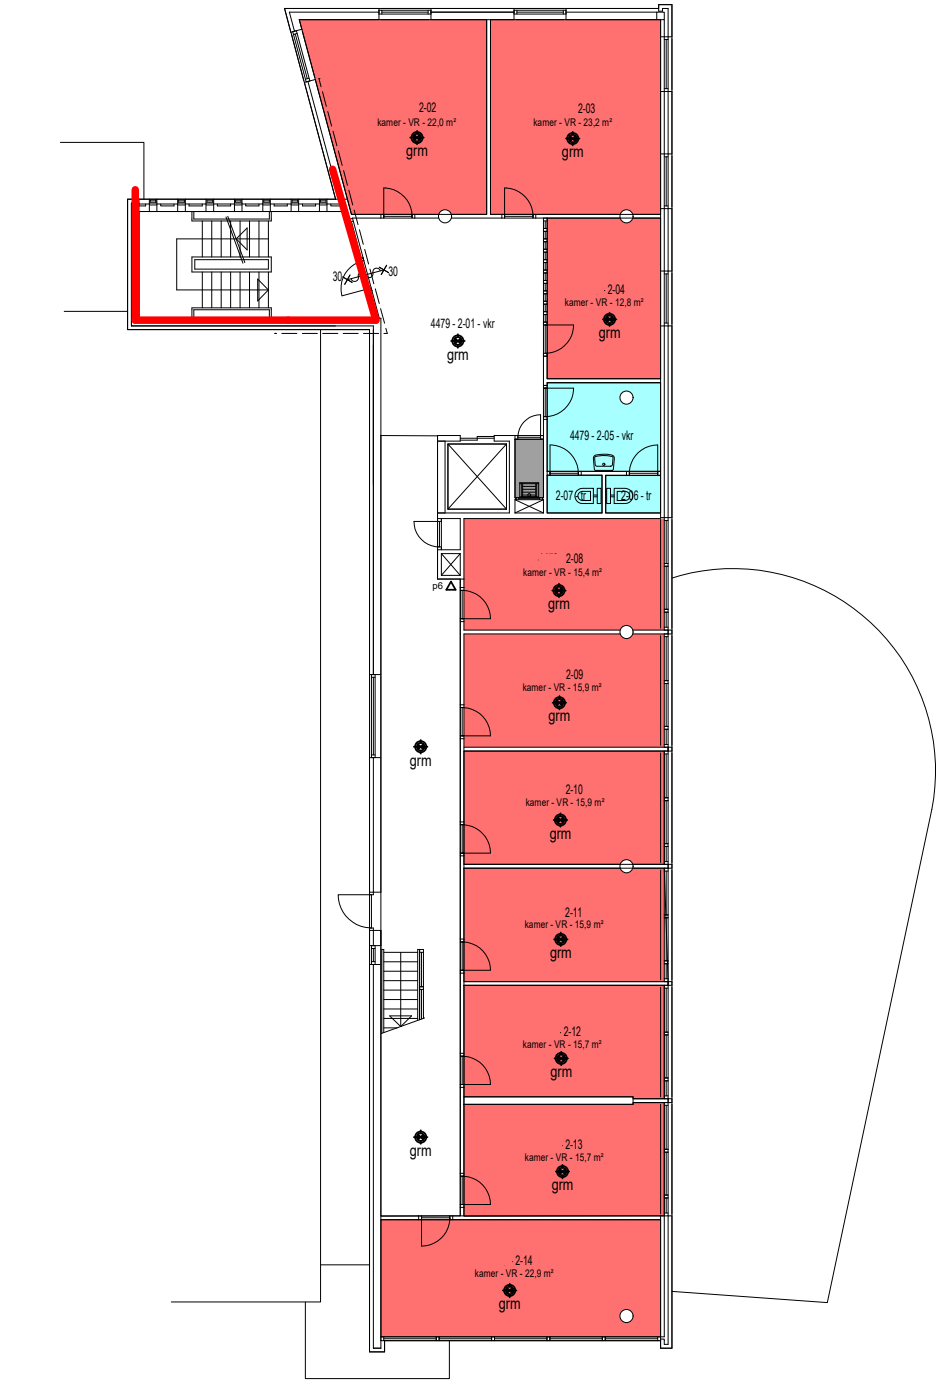 2-02
kamer - VR - 22,0 m²
grm
2-03
kamer - VR - 23,2 m²
grm
30
30
2-04
kamer - VR - 12,8 m²
grm
4479 - 2-01 - vkr
grm
4479 - 2-05 - vkr
2-07 - tr
2-06 - tr
2-08
kamer - VR - 15,4 m²
grm
p6
2-09
kamer - VR - 15,9 m²
grm
grm
2-10
kamer - VR - 15,9 m²
grm
2-11
kamer - VR - 15,9 m²
grm
2-12
kamer - VR - 15,7 m²
grm
grm
2-13
kamer - VR - 15,7 m²
grm
2-14
kamer - VR - 22,9 m²
grm